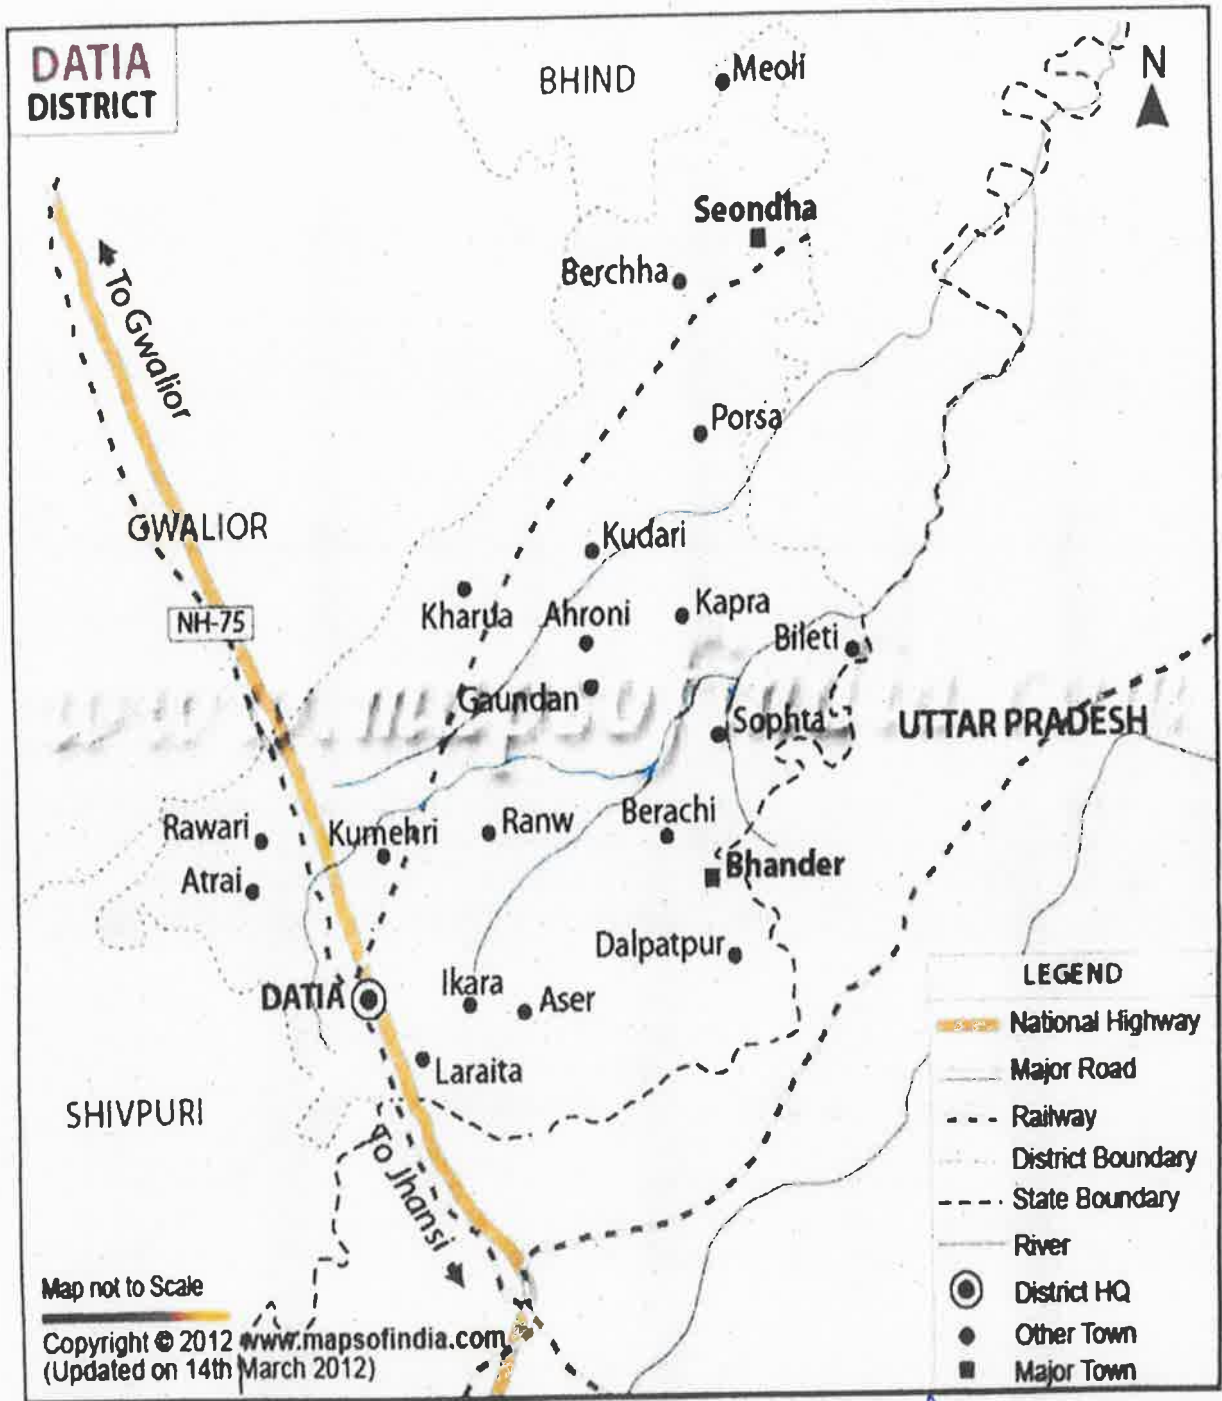 DATIA
DISTRICT
BHIND
Meoli
N
Seondha
Berchha
To Gwalior
Porsa
GWALIOR
Kudari
Kharua
Ahroni
Kapra
NH-75
Bileti
Gaundan
Sophta
UTTAR PRADESH
Rawari
Kumehri
Ranw
Berachi
Atrai
Bhander
Dalpatpur
DATIA
Ikara
Aser
Laraita
SHIVPURI
To Jhansi
LEGEND
National Highway
Major Road
Railway
District Boundary
State Boundary
River
District HQ
Other Town
Major Town
Map not to Scale
Copyright © 2012 www.mapsofindia.com
(Updated on 14th March 2012)